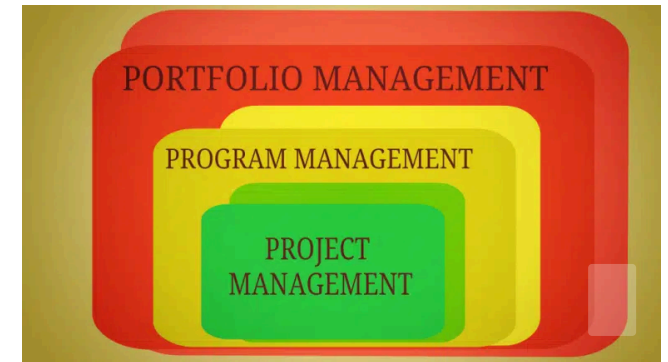 PORTFOLIO MANAGEMENT
PROGRAM MANAGEMENT
PROJECT
MANAGEMENT